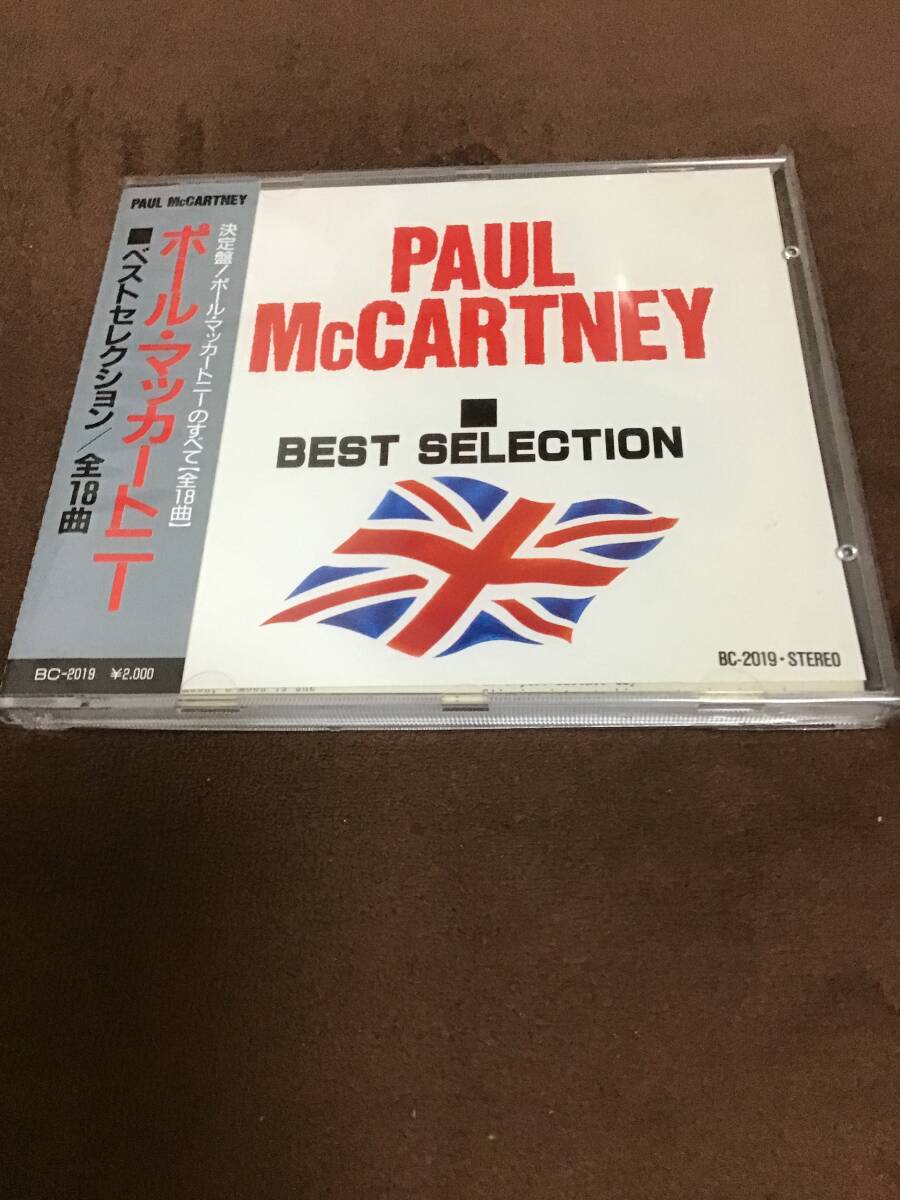 PAUL McCARTNEY
決定盤！ポール・マッカートニーのすべて【全18曲】
ポール・マッカートニー
■ベストセレクション／全18曲
BC-2019 ¥2,000
PAUL
McCARTNEY
■
BEST SELECTION
BC-2019・STEREO